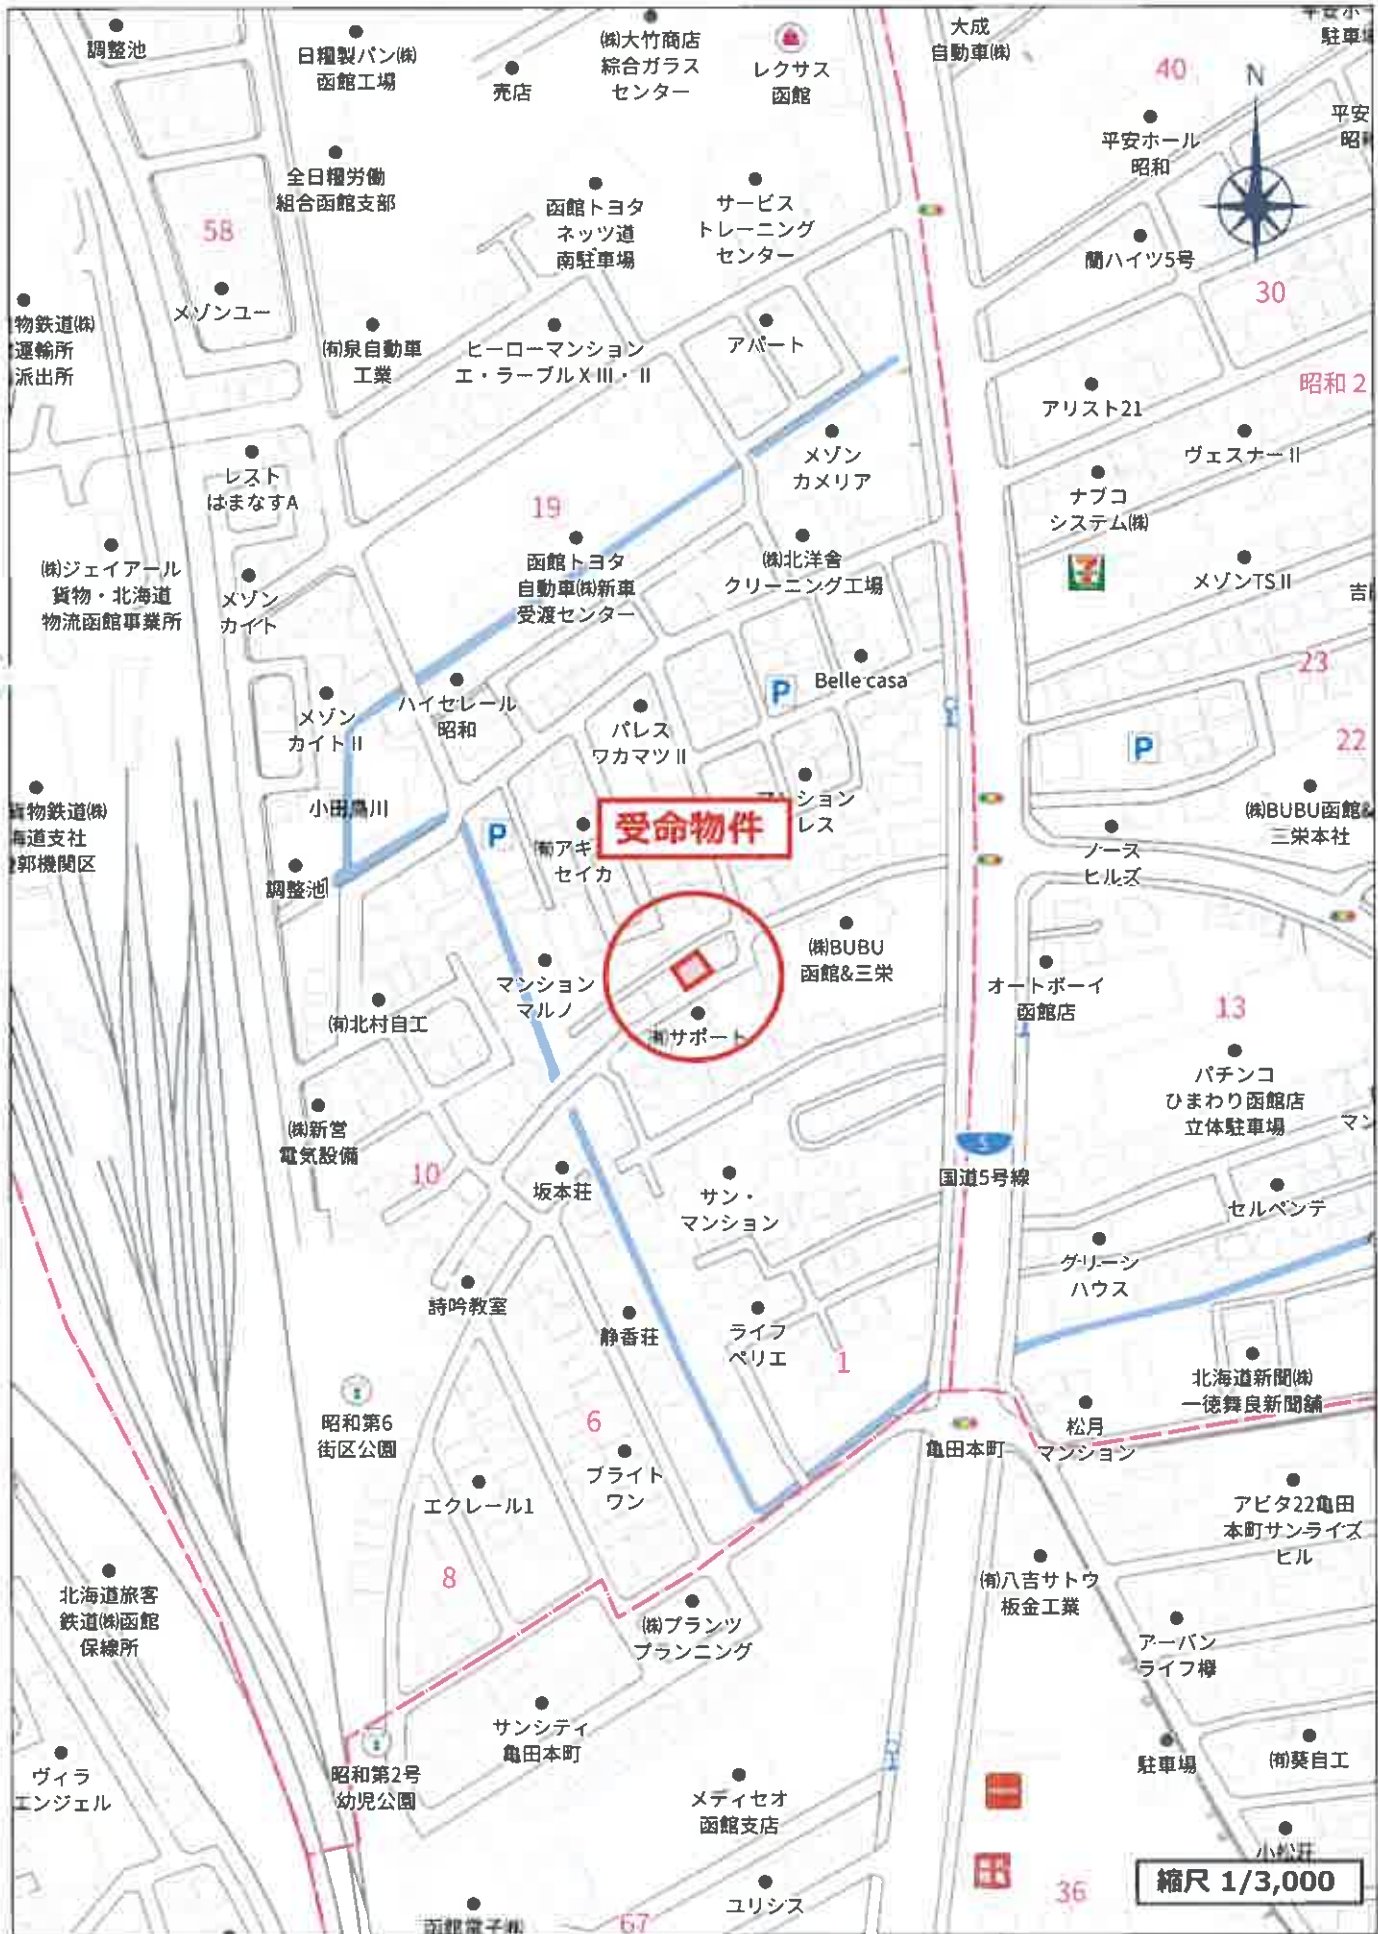 調整池
日糧製パン㈱
函館工場
売店
㈱大竹商店
綜合ガラス
センター
レクサス
函館
大成
自動車㈱
駐車場
40
N
平安ホール
昭和
平安
全日糧労働
組合函館支部
58
メゾンユー
函館トヨタ
ネッツ道
南駐車場
サービス
トレーニング
センター
蘭ハイツ5号
30
物鉄道㈱
運輸所
派出所
㈲泉自動車
工業
ヒーローマンション
エ・ラーブルXIII・II
アパート
昭和 2
アリスト21
ヴェスナーII
レスト
はまなすA
メゾン
カメリア
ナブコ
システム㈱
19
函館トヨタ
自動車㈱新車
受渡センター
㈱北洋舎
クリーニング工場
メゾンTS II
㈱ジェイアール
貨物・北海道
物流函館事業所
メゾン
カイト
7
23
Belle casa
P
メゾン
カイトII
ハイセレール
昭和
パレス
ワカマツII
22
P
貨物鉄道㈱
海道支社
郭機関区
小田島川
ション
レス
㈱BUBU函館&
三栄本社
受命物件
P
㈲アキ
セイカ
ノース
ヒルズ
調整池
㈱BUBU
函館&三栄
マンション
マルノ
オートボーイ
函館店
㈲北村自工
㈲サポート
13
パチンコ
ひまわり函館店
立体駐車場
マン
㈱新営
電気設備
10
坂本荘
サン・
マンション
5
国道5号線
セルペンテ
グリーン
ハウス
詩吟教室
静香荘
ライフ
ペリエ
1
北海道新聞㈱
一徳舞良新聞舗
昭和第6
街区公園
6
亀田本町
松月
マンション
ブライト
ワン
エクレール1
アビタ22亀田
本町サンライズ
ヒル
8
北海道旅客
鉄道㈱函館
保線所
㈱プランツ
プランニング
㈲八吉サトウ
板金工業
アーバン
ライフ欅
サンシティ
亀田本町
ヴィラ
エンジェル
昭和第2号
幼児公園
メディセオ
函館支店
駐車場
㈲葵自工
小松荘
縮尺 1/3,000
ユリシス
36
函館電子㈱
67